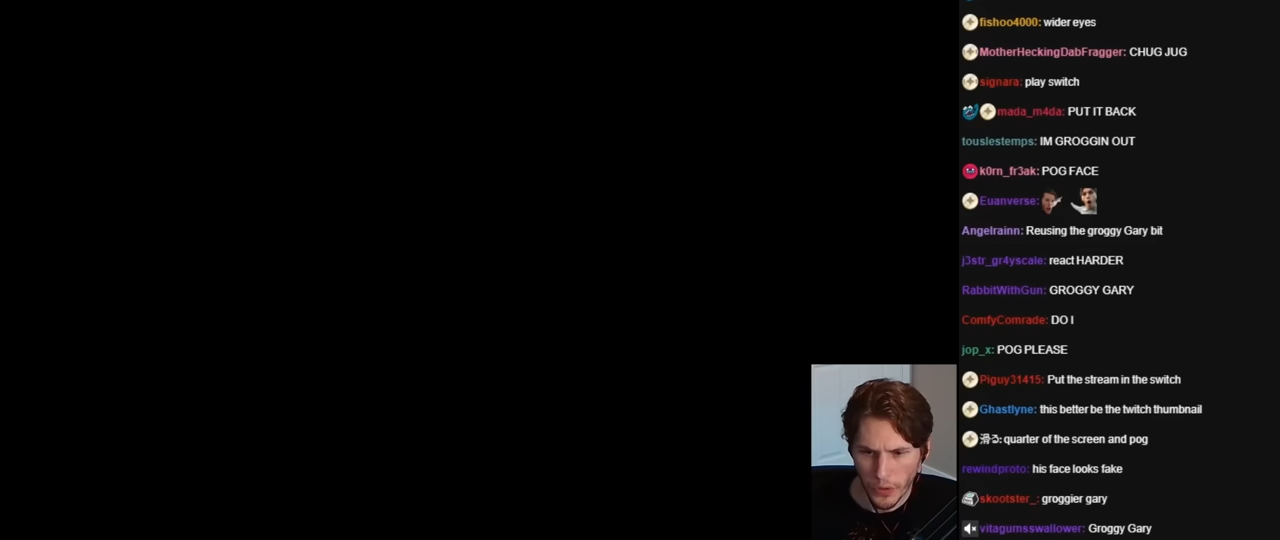 fishoo4000: wider eyes
MotherHeckingDabFragger: CHUG JUG
signara: play switch
mada_m4da: PUT IT BACK
touslestemps: IM GROGGIN OUT
k0rn_fr3ak: POG FACE
Euanverse:
Angelrainn: Reusing the groggy Gary bit
j3str_gr4yscale: react HARDER
RabbitWithGun: GROGGY GARY
ComfyComrade: DO I
jop_x: POG PLEASE
Piguy31415: Put the stream in the switch
Ghastlyne: this better be the twitch thumbnail
滑る: quarter of the screen and pog
rewindproto: his face looks fake
skootster_: groggier gary
vitagumsswallower: Groggy Gary